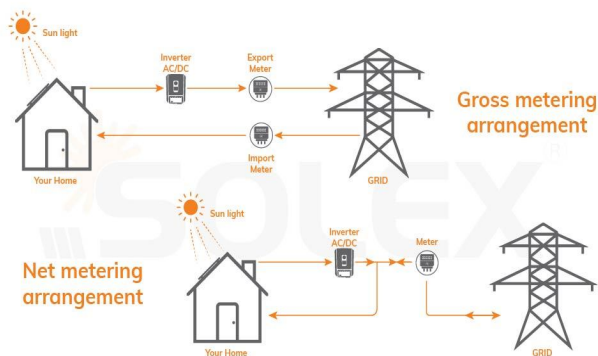 Sun light
Inverter
AC/DC
Export
Meter
Gross metering
arrangement
Import
Meter
Your Home
GRID
SOLEX
R
Sun light
Inverter
AC/DC
Meter
Net metering
arrangement
Your Home
GRID